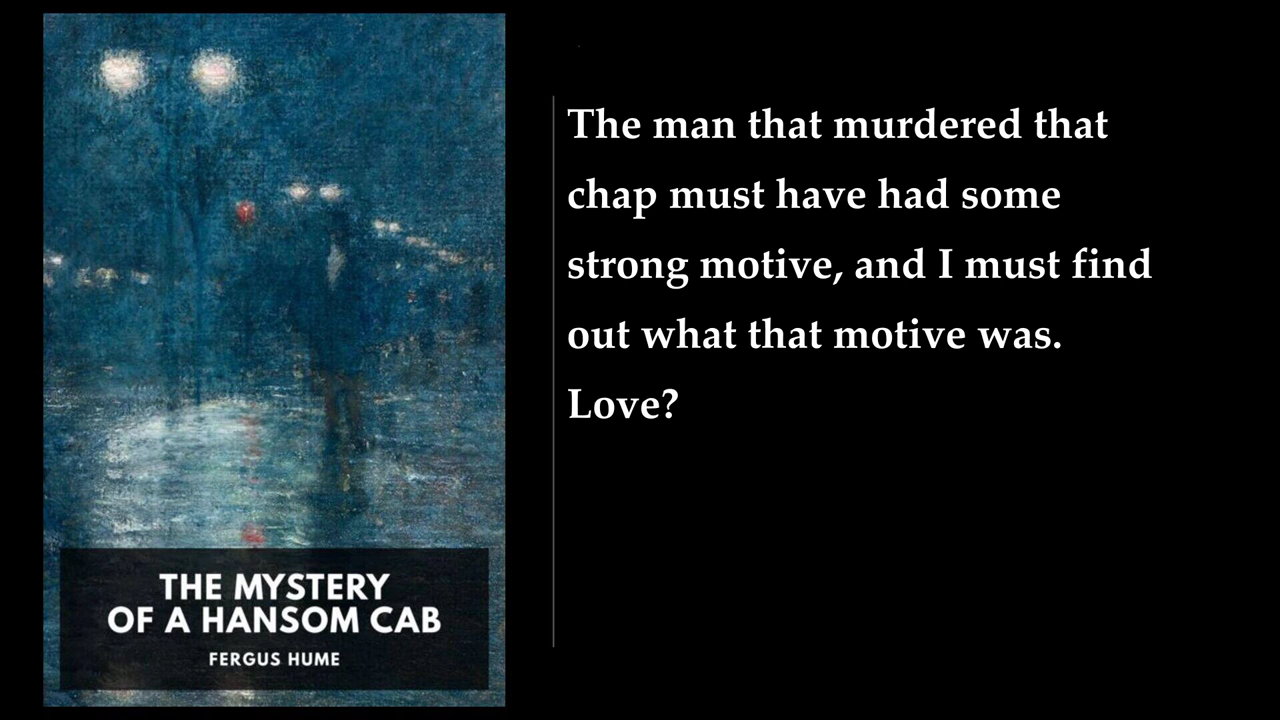 THE MYSTERY
OF A HANSOM CAB
FERGUS HUME
The man that murdered that
chap must have had some
strong motive, and I must find
out what that motive was.
Love?